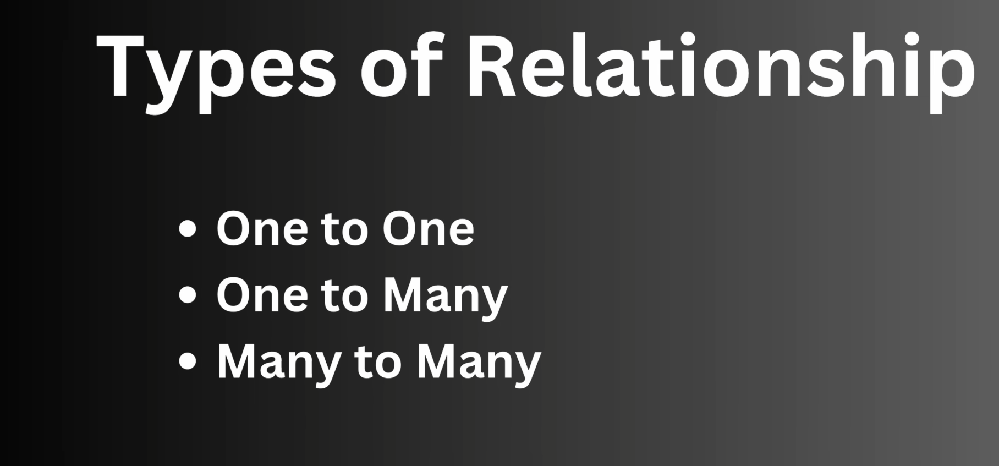 Types of Relationship
• One to One
• One to Many
• Many to Many